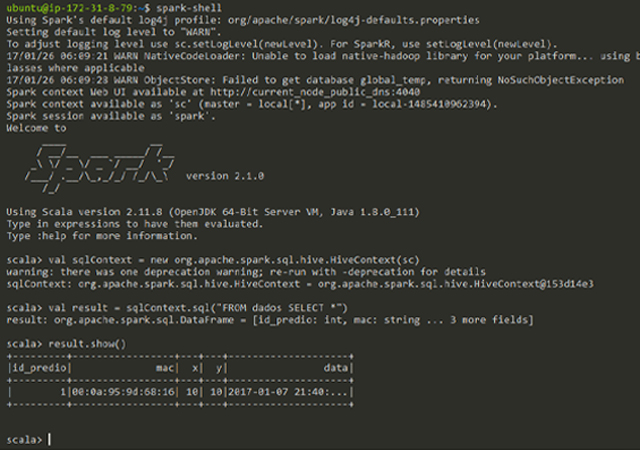 ubuntu@ip-172-31-8-79:~$ spark-shell
Using Spark's default log4j profile: org/apache/spark/log4j-defaults.properties
Setting default log level to "WARN".
To adjust logging level use sc.setLogLevel(newLevel). For SparkR, use setLogLevel(newLevel).
17/01/26 06:09:21 WARN NativeCodeLoader: Unable to load native-hadoop library for your platform... using b
lasses where applicable
17/01/26 06:09:23 WARN ObjectStore: Failed to get database global_temp, returning NoSuchObjectException
Spark context Web UI available at http://current_node_public_dns:4040
Spark context available as 'sc' (master = local[*], app id = local-1485410962394).
Spark session available as 'spark'.
Welcome to
Spark version 2.1.0
Using Scala version 2.11.8 (OpenJDK 64-Bit Server VM, Java 1.8.0_111)
Type in expressions to have them evaluated.
Type :help for more information.
scala> val sqlContext = new org.apache.spark.sql.hive.HiveContext(sc)
warning: there was one deprecation warning; re-run with -deprecation for details
sqlContext: org.apache.spark.sql.hive.HiveContext = org.apache.spark.sql.hive.HiveContext@153d14e3
scala> val result = sqlContext.sql("FROM dados SELECT *")
result: org.apache.spark.sql.DataFrame = [id_predio: int, mac: string ... 3 more fields]
scala> result.show()
+---------+-----------------+---+---+--------------------+
|id_predio| mac| x| y| data|
+---------+-----------------+---+---+--------------------+
| 1|00:0a:95:9d:68:16| 10| 10|2017-01-07 21:40:...|
+---------+-----------------+---+---+--------------------+
scala>